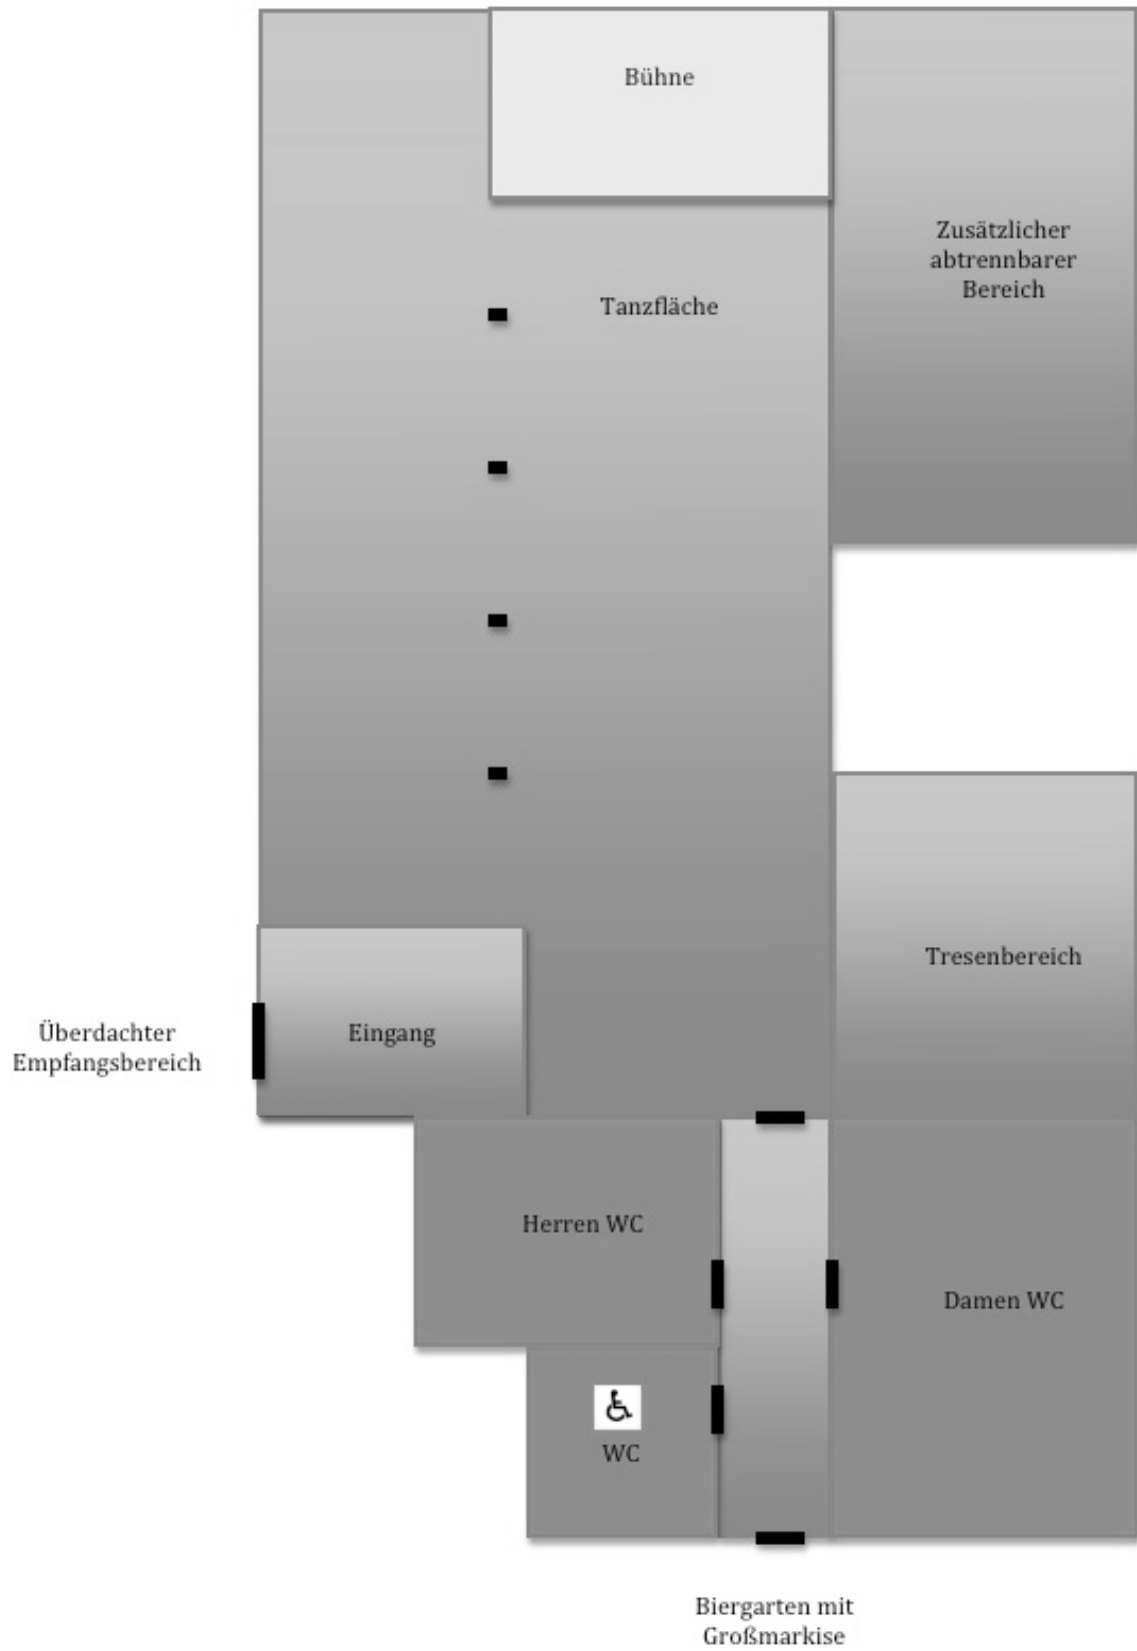 Bühne
Zusätzlicher
abtrennbarer
Bereich
Tanzfläche
Tresenbereich
Überdachter
Empfangsbereich
Eingang
Herren WC
Damen WC
WC
Biergarten mit
Großmarkise